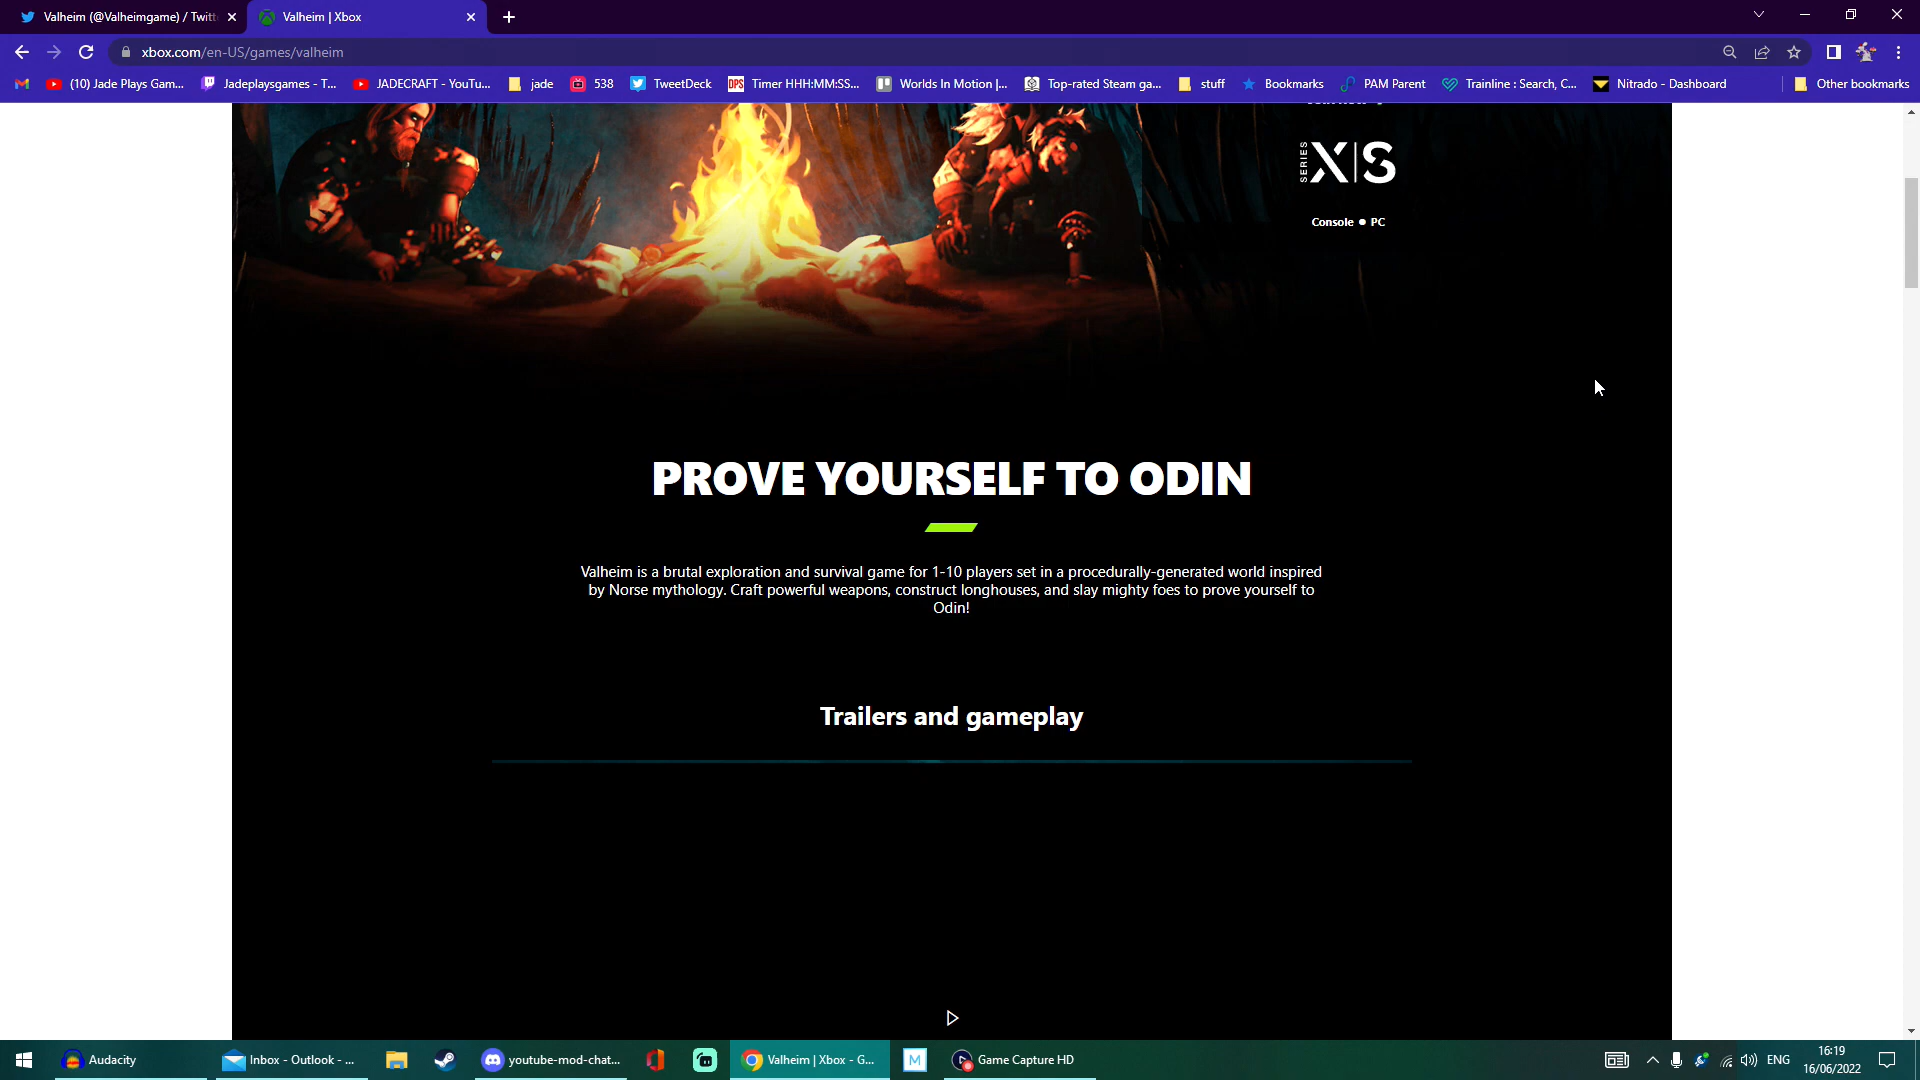 Valheim (@Valheimgame) / Twitt
Valheim | Xbox
xbox.com/en-US/games/valheim
(10) Jade Plays Gam...
Jadeplaysgames - T...
JADECRAFT - YouTu...
jade
538
TweetDeck
DPS
Timer HHH:MM:SS...
Worlds In Motion |...
Top-rated Steam ga...
stuff
Bookmarks
PAM Parent
Trainline : Search, C...
Nitrado - Dashboard
Other bookmarks
SERIES X|S
Console • PC
PROVE YOURSELF TO ODIN
Valheim is a brutal exploration and survival game for 1-10 players set in a procedurally-generated world inspired
by Norse mythology. Craft powerful weapons, construct longhouses, and slay mighty foes to prove yourself to
Odin!
Trailers and gameplay
Audacity
Inbox - Outlook - ...
youtube-mod-chat...
Valheim | Xbox - G...
M
Game Capture HD
ENG
16:19
16/06/2022